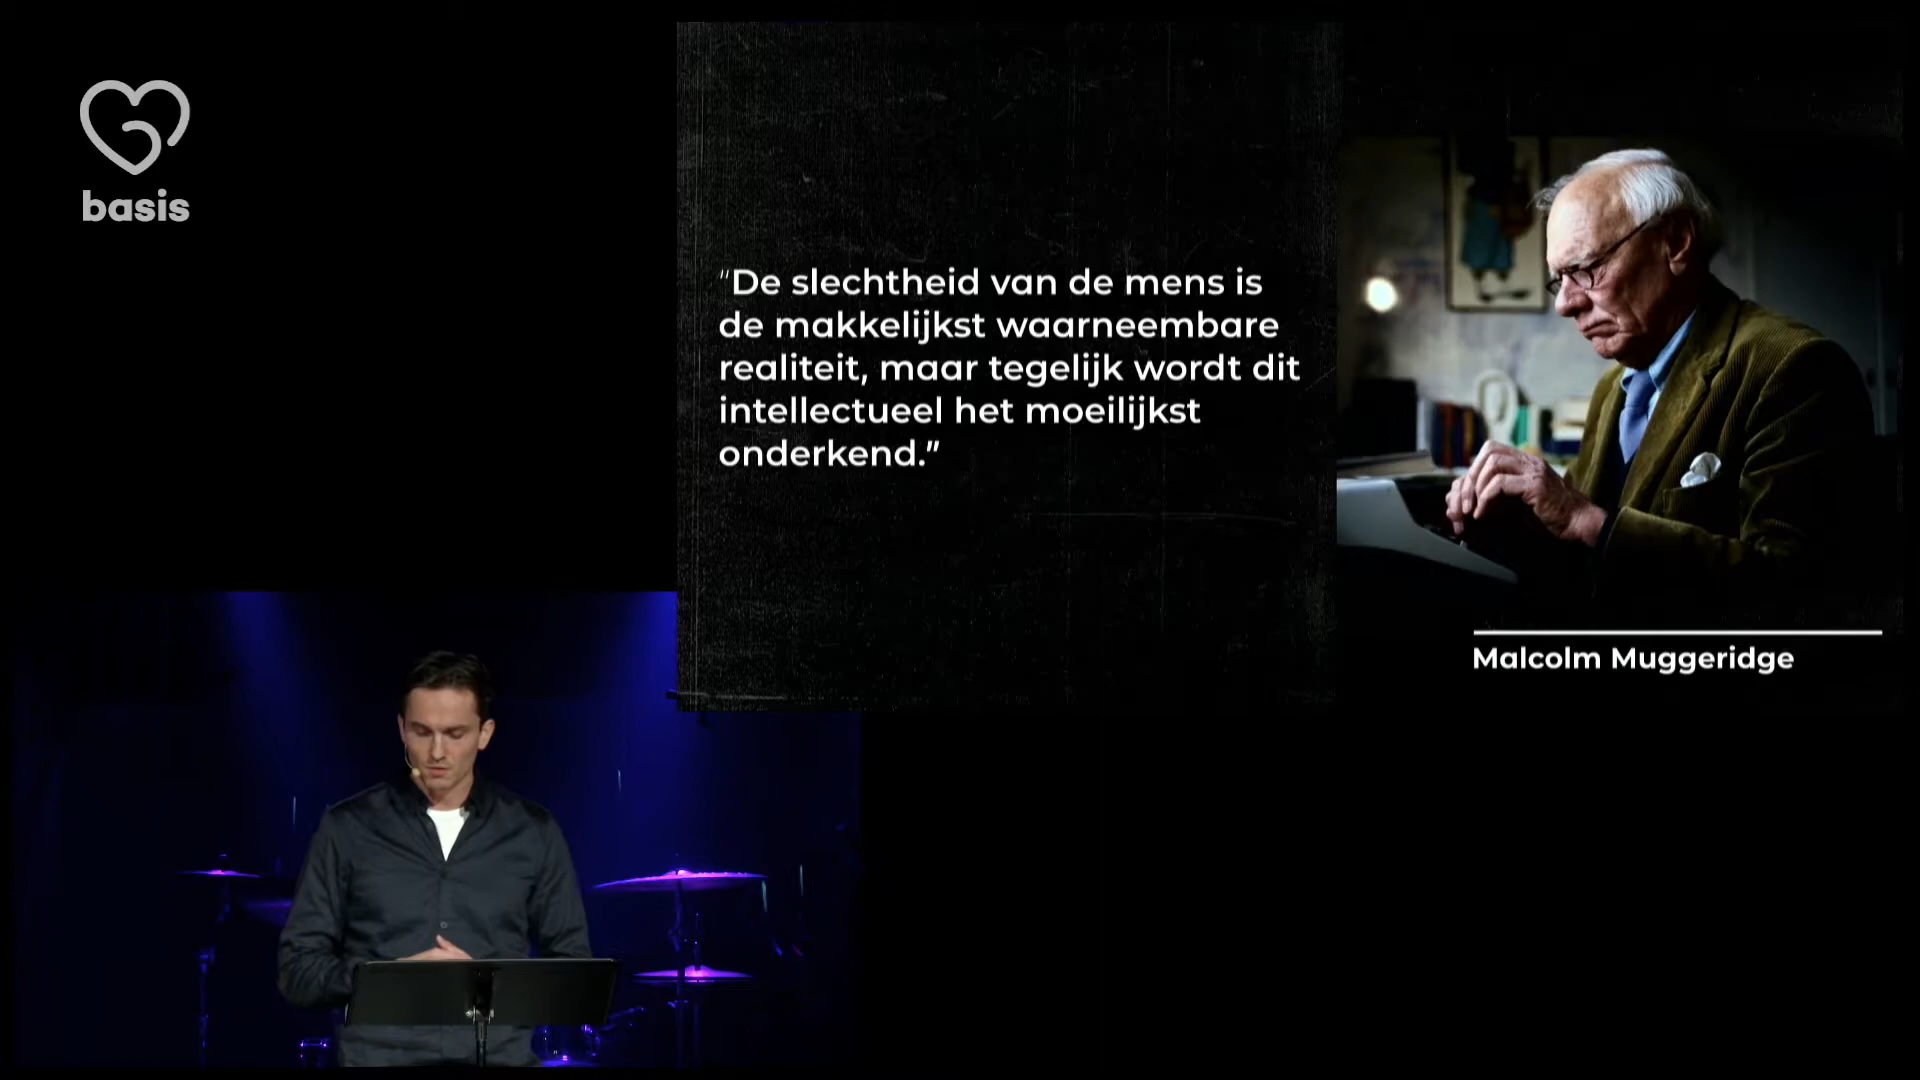 basis
"De slechtheid van de mens is
de makkelijkst waarneembare
realiteit, maar tegelijk wordt dit
intellectueel het moeilijkst
onderkend.”
Malcolm Muggeridge